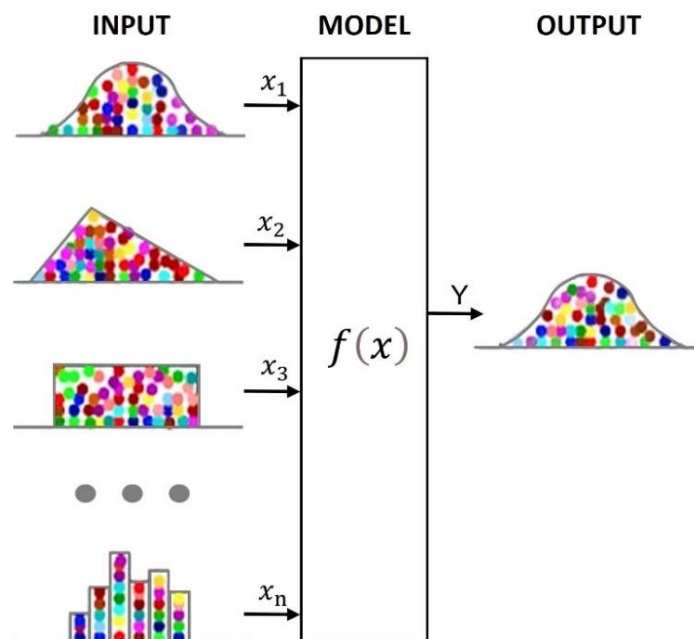 INPUT MODEL OUTPUT
x₁
x₂
Y
f(x)
x₃
xₙ